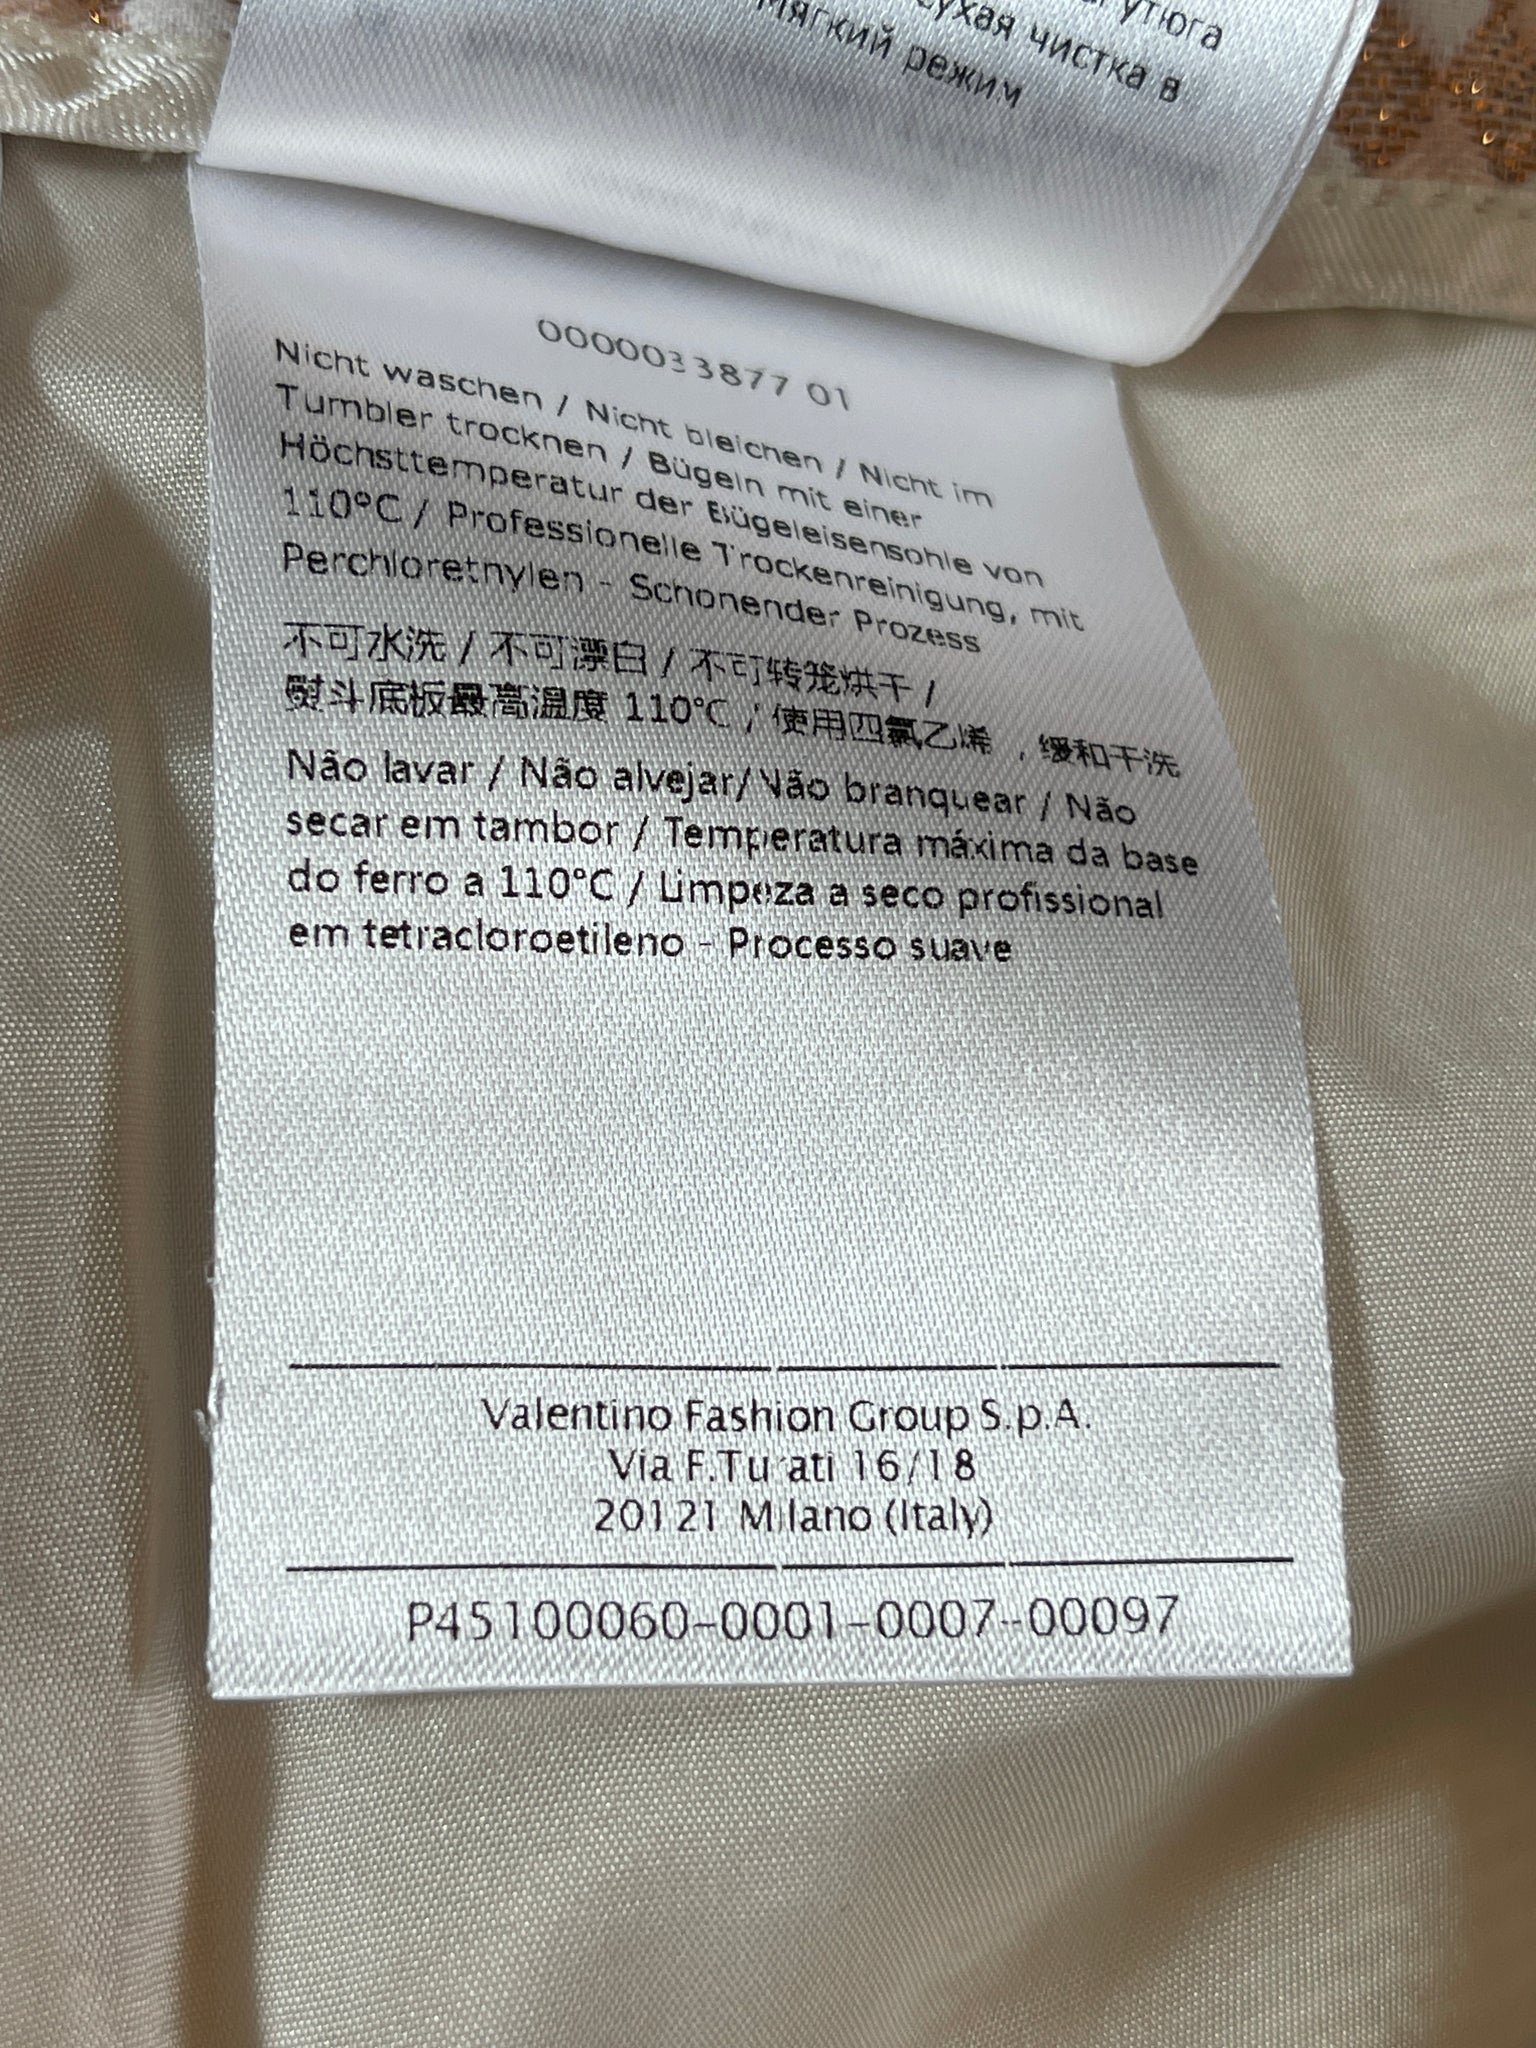 утюга
сухая чистка в
мягкий режим
0000033877 01
Nicht waschen / Nicht bleichen / Nicht im
Tumbler trocknen / Bügeln mit einer
Höchsttemperatur der Bügeleisensohle von
110°C / Professionelle Trockenreinigung, mit
Perchlorethylen - Schonender Prozess
不可水洗 / 不可漂白 / 不可转笼烘干 /
熨斗底板最高温度 110℃ / 使用四氯乙烯 , 缓和干洗
Não lavar / Não alvejar/ Não branquear / Não
secar em tambor / Temperatura máxima da base
do ferro a 110°C / Limpeza a seco profissional
em tetracloroetileno - Processo suave
Valentino Fashion Group S.p.A.
Via F.Turati 16/18
20121 Milano (Italy)
P45100060-0001-0007-00097